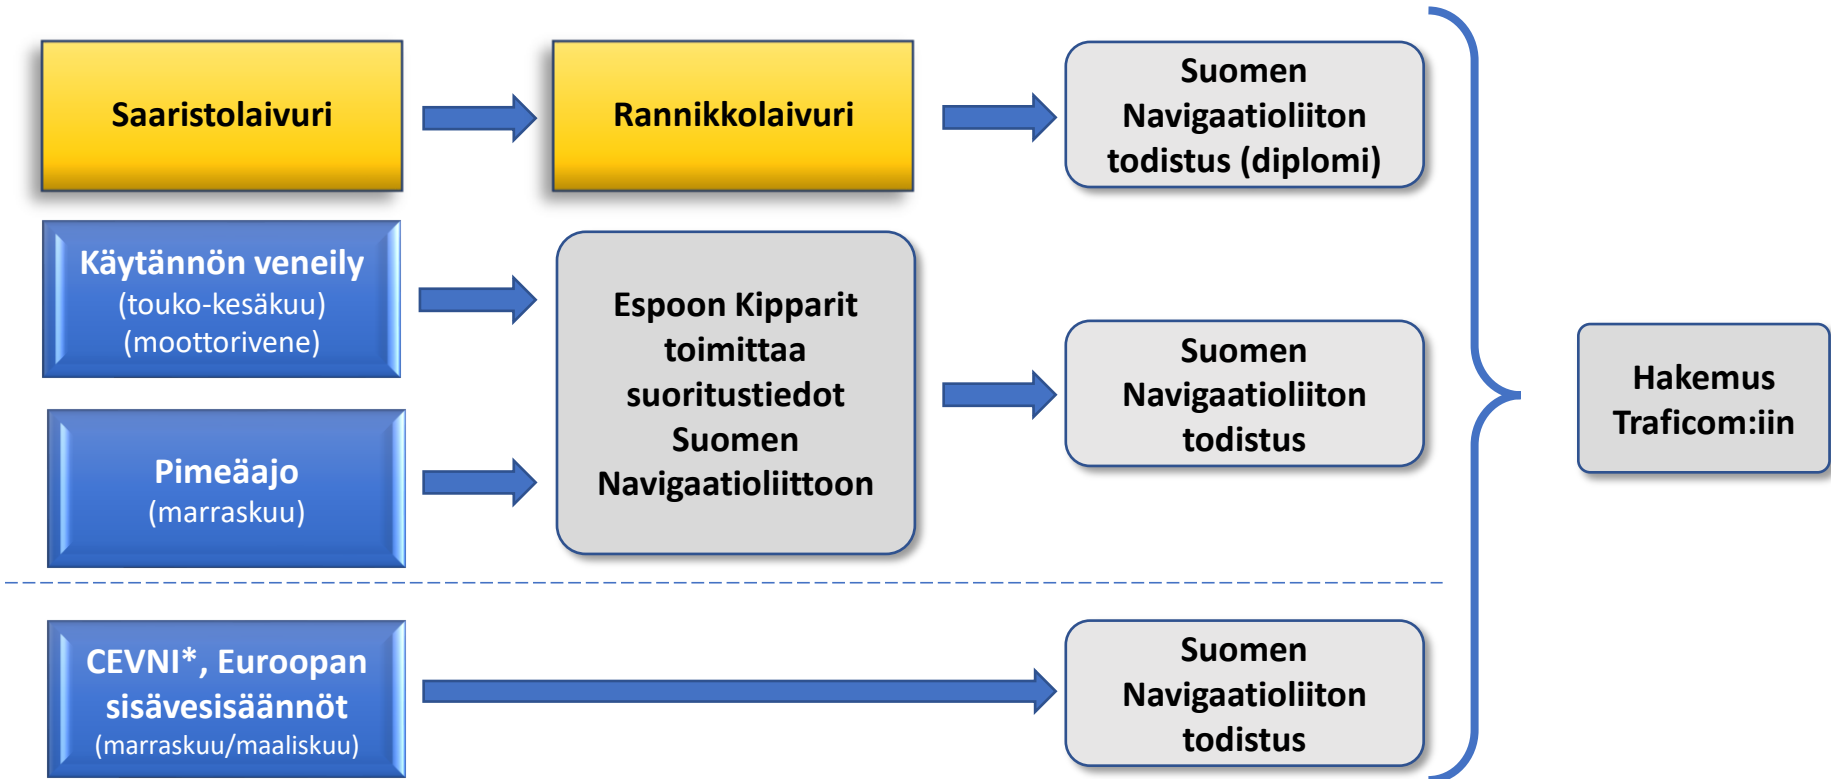 Saaristolaivuri
Rannikkolaivuri
Suomen
Navigaatioliiton
todistus (diplomi)
Käytännön veneily
(touko-kesäkuu)
(moottorivene)
Pimeäajo
(marraskuu)
Espoon Kipparit
toimittaa
suoritustiedot
Suomen
Navigaatioliittoon
Suomen
Navigaatioliiton
todistus
Hakemus
Traficom:iin
CEVNI*, Euroopan
sisävesisäännöt
(marraskuu/maaliskuu)
Suomen
Navigaatioliiton
todistus